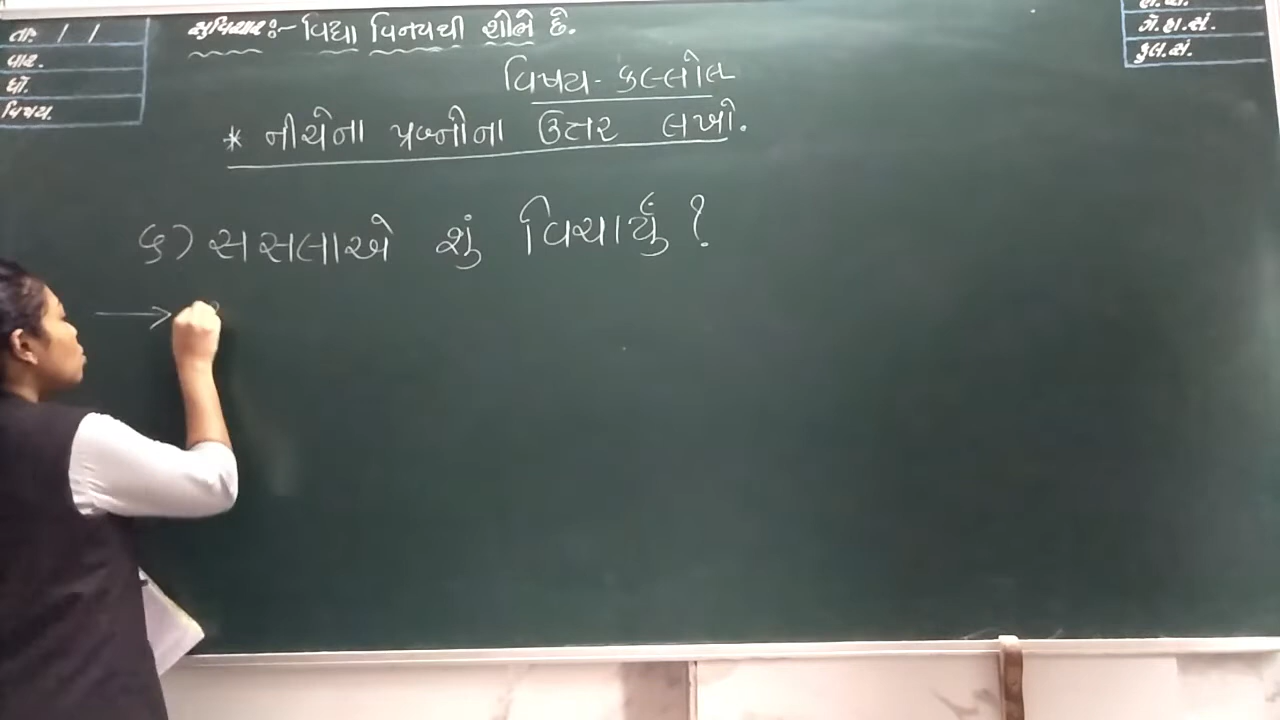 તા: / /
વાર.
ધો.
વિષય.
સુવિચાર:- વિદ્યા વિનયથી શોભે છે.
વિષય - કલ્લોલ
* નીચેના પ્રશ્નોના ઉત્તર લખો.
૬) સસલાએ શું વિચાર્યું ?
→
ગે.હા.સં.
કુલ.સં.